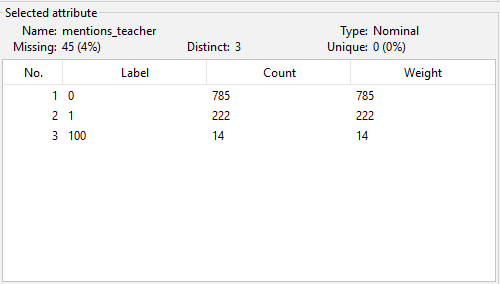 Selected attribute
Name: mentions_teacher Type: Nominal
Missing: 45 (4%) Distinct: 3 Unique: 0 (0%)
No. Label Count Weight
1 0 785 785
2 1 222 222
3 100 14 14